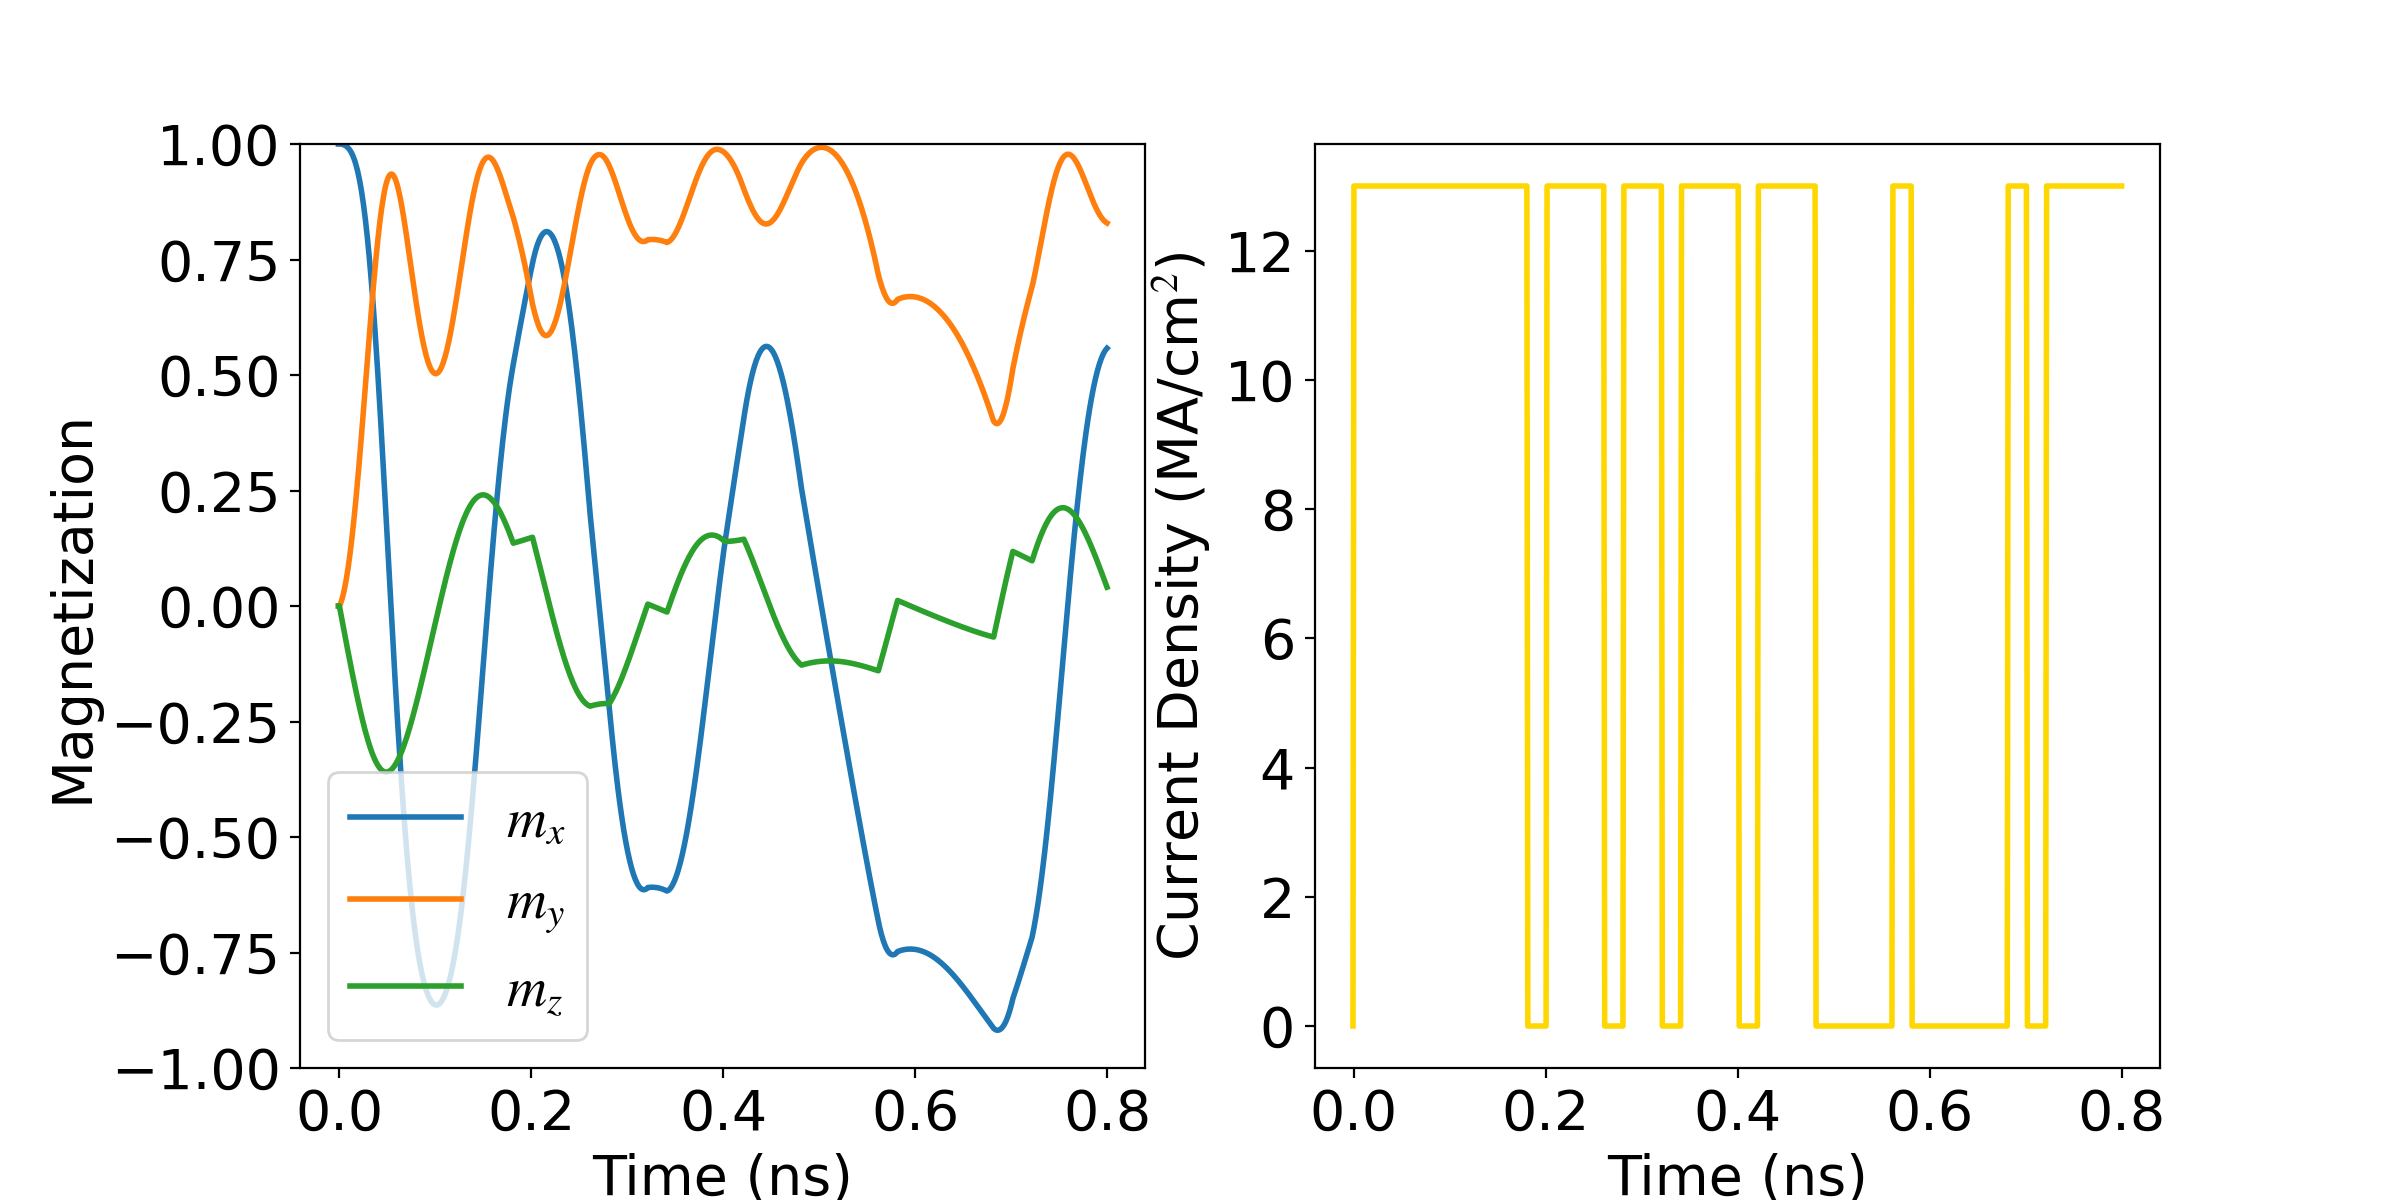 Magnetization
1.00
0.75
0.50
0.25
0.00
−0.25
−0.50
−0.75
−1.00
0.0 0.2 0.4 0.6 0.8
Time (ns)
m_x
m_y
m_z
Current Density (MA/cm²)
12
10
8
6
4
2
0
0.0 0.2 0.4 0.6 0.8
Time (ns)